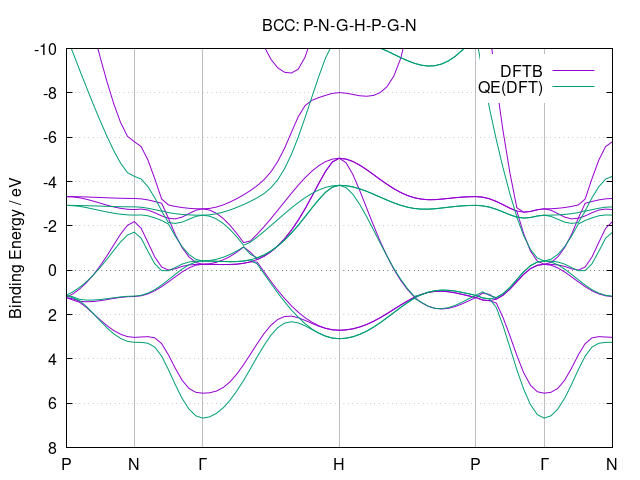 BCC: P-N-G-H-P-G-N
-10
-8
-6
-4
-2
0
2
4
6
8
Binding Energy / eV
DFTB
QE(DFT)
P N Γ H P Γ N